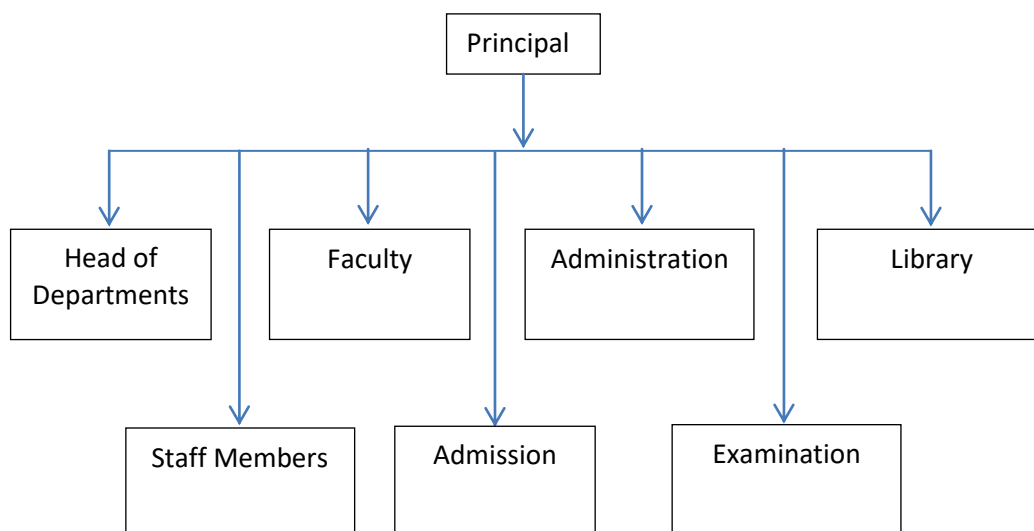 Principal
Head of
Departments
Faculty
Administration
Library
Staff Members
Admission
Examination